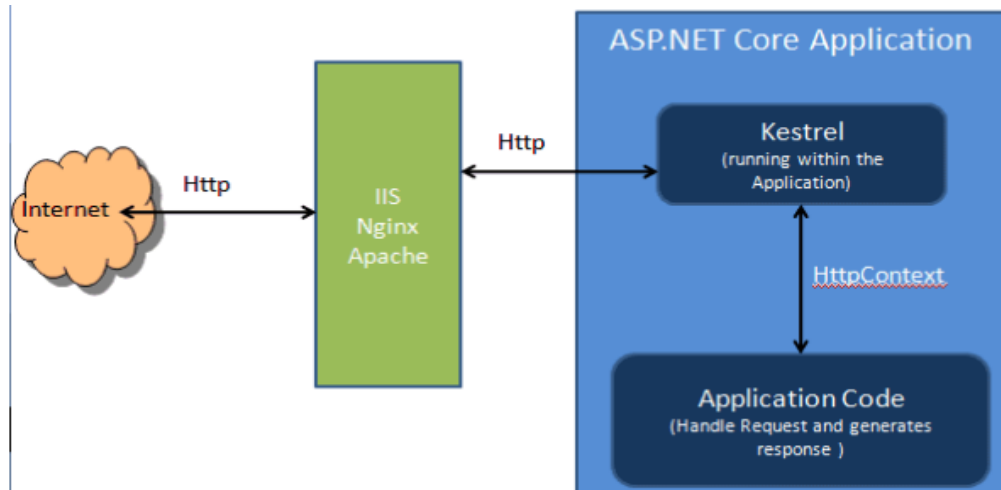 ASP.NET Core Application
Internet
Http
IIS
Nginx
Apache
Http
Kestrel
(running within the
Application)
HttpContext
Application Code
(Handle Request and generates
response )